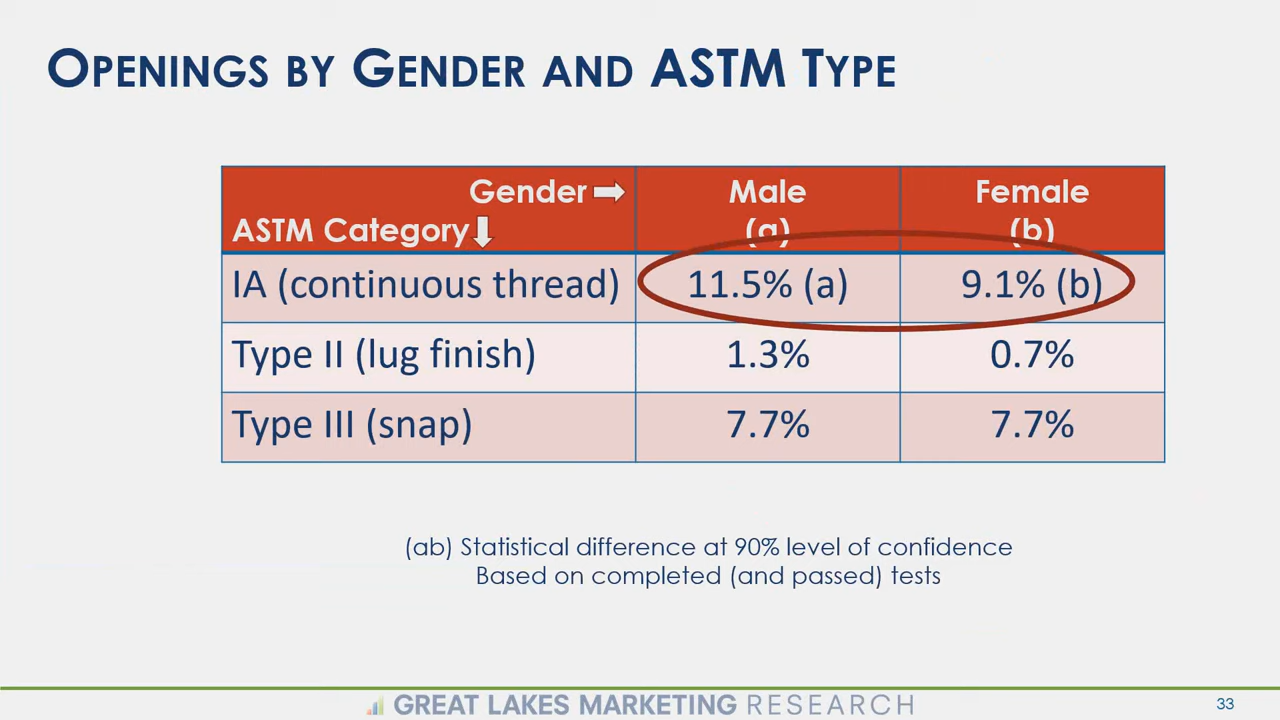 OPENINGS BY GENDER AND ASTM TYPE
Gender
ASTM Category
Male
(a)
Female
(b)
IA (continuous thread) 11.5% (a) 9.1% (b)
Type II (lug finish) 1.3% 0.7%
Type III (snap) 7.7% 7.7%
(ab) Statistical difference at 90% level of confidence
Based on completed (and passed) tests
GREAT LAKES MARKETING RESEARCH
33